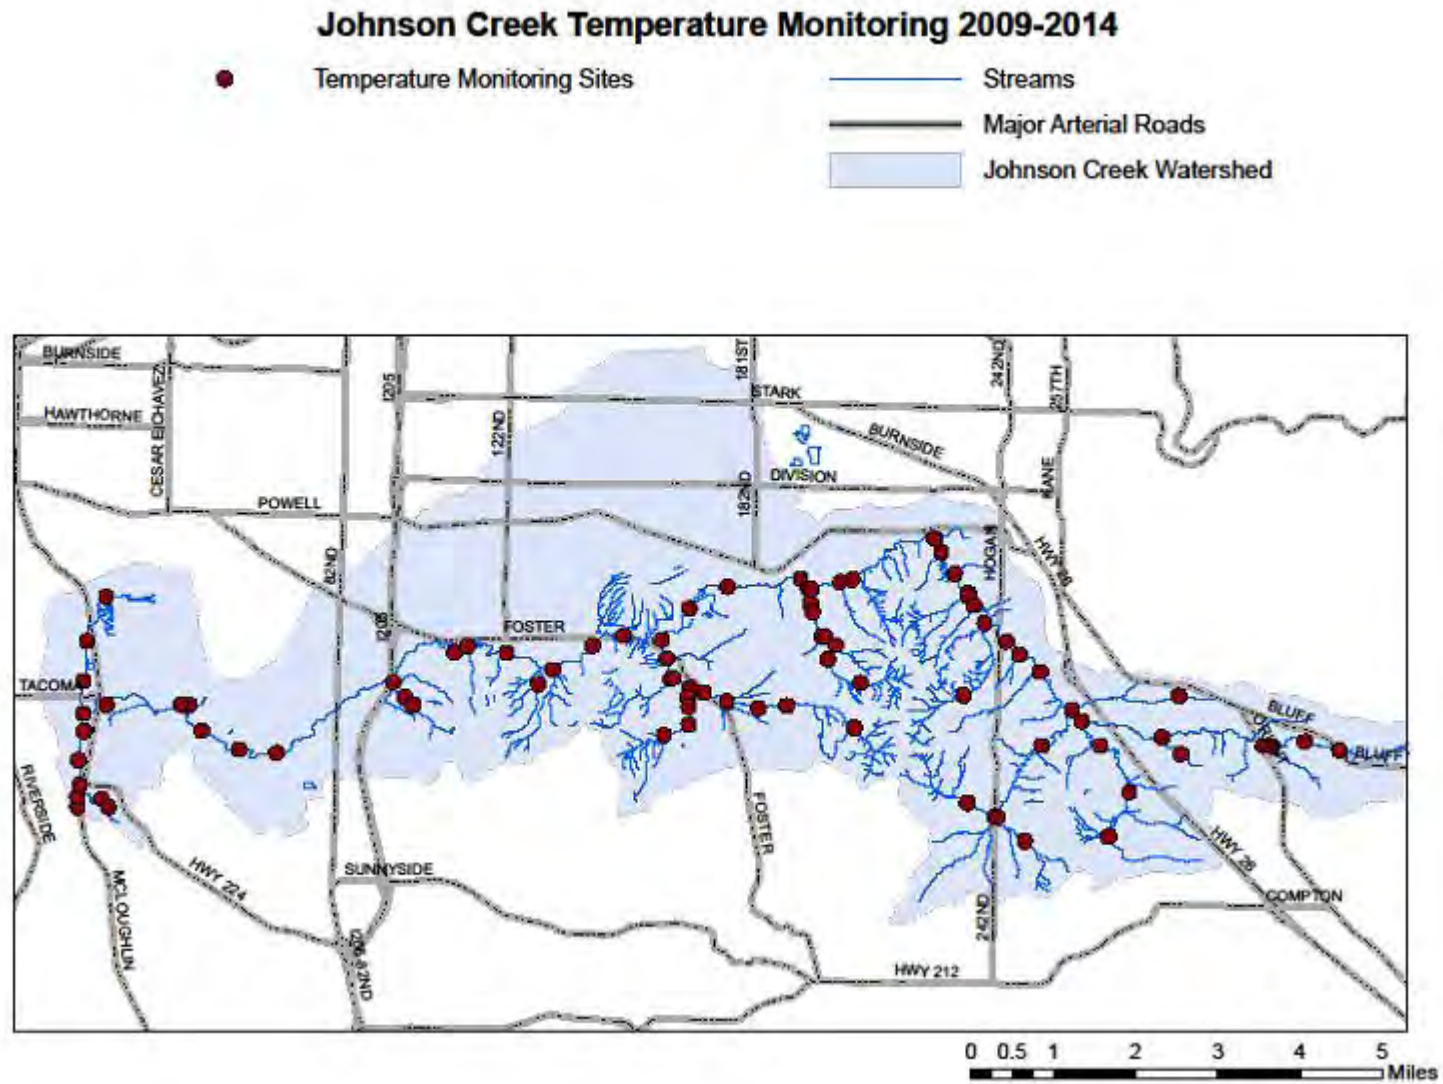 Johnson Creek Temperature Monitoring 2009-2014
Temperature Monitoring Sites
Streams
Major Arterial Roads
Johnson Creek Watershed
BURNSIDE
HAWTHORNE
CESAR E CHAVEZ
I205
122ND
181ST
STARK
242ND
257TH
BURNSIDE
KANE
DIVISION
POWELL
182ND
82ND
HOGAN
HWY 26
I205
FOSTER
TACOMA
BLUFF
BLUFF
RIVERSIDE
FOSTER
HWY 26
HWY 224
SUNNYSIDE
MCLOUGHLIN
COMPTON
242ND
82ND
HWY 212
0 0.5 1 2 3 4 5
Miles